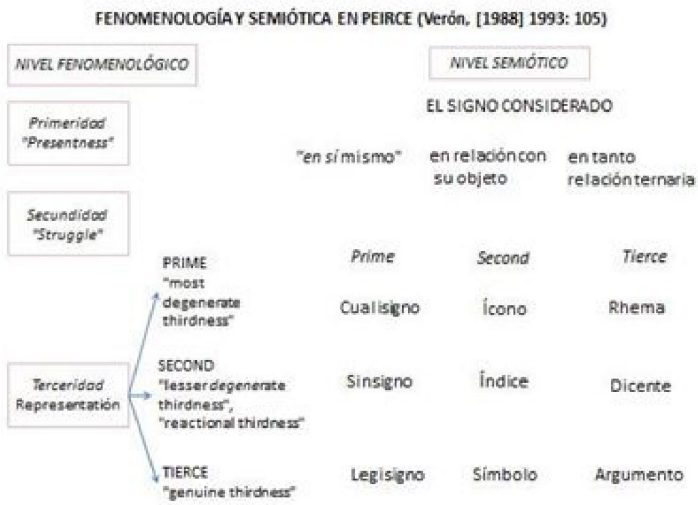 FENOMENOLOGÍA Y SEMIÓTICA EN PEIRCE (Verón, [1988] 1993: 105)
NIVEL FENOMENOLÓGICO
NIVEL SEMIÓTICO
EL SIGNO CONSIDERADO
Primeridad
"Presentness"
"en sí mismo"
en relación con
su objeto
en tanto
relación ternaria
Secundidad
"Struggle"
PRIME
"most
degenerate
thirdness"
Prime
Second
Tierce
Cualisigno
Ícono
Rhema
Terceridad
Representación
SECOND
"lesser degenerate
thirdness",
"reactional thirdness"
Sinsigno
Índice
Dicente
TIERCE
"genuine thirdness"
Legisigno
Símbolo
Argumento